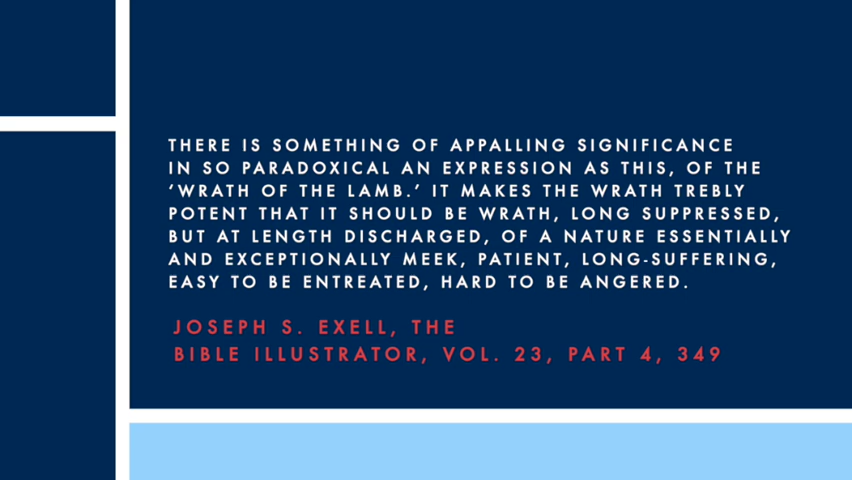 THERE IS SOMETHING OF APPALLING SIGNIFICANCE
IN SO PARADOXICAL AN EXPRESSION AS THIS, OF THE
‘WRATH OF THE LAMB.’ IT MAKES THE WRATH TREBLY
POTENT THAT IT SHOULD BE WRATH, LONG SUPPRESSED,
BUT AT LENGTH DISCHARGED, OF A NATURE ESSENTIALLY
AND EXCEPTIONALLY MEEK, PATIENT, LONG-SUFFERING,
EASY TO BE ENTREATED, HARD TO BE ANGERED.
JOSEPH S. EXELL, THE
BIBLE ILLUSTRATOR, VOL. 23, PART 4, 349